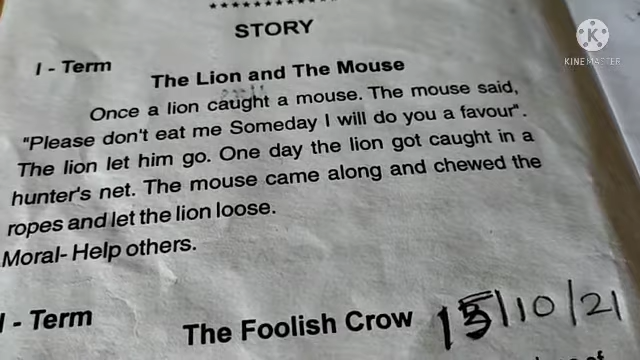 ************
STORY
KINEMASTER
I - Term
The Lion and The Mouse
Once a lion caught a mouse. The mouse said,
"Please don't eat me Someday I will do you a favour".
The lion let him go. One day the lion got caught in a
hunter's net. The mouse came along and chewed the
ropes and let the lion loose.
Moral- Help others.
I - Term
The Foolish Crow
15/10/21
of